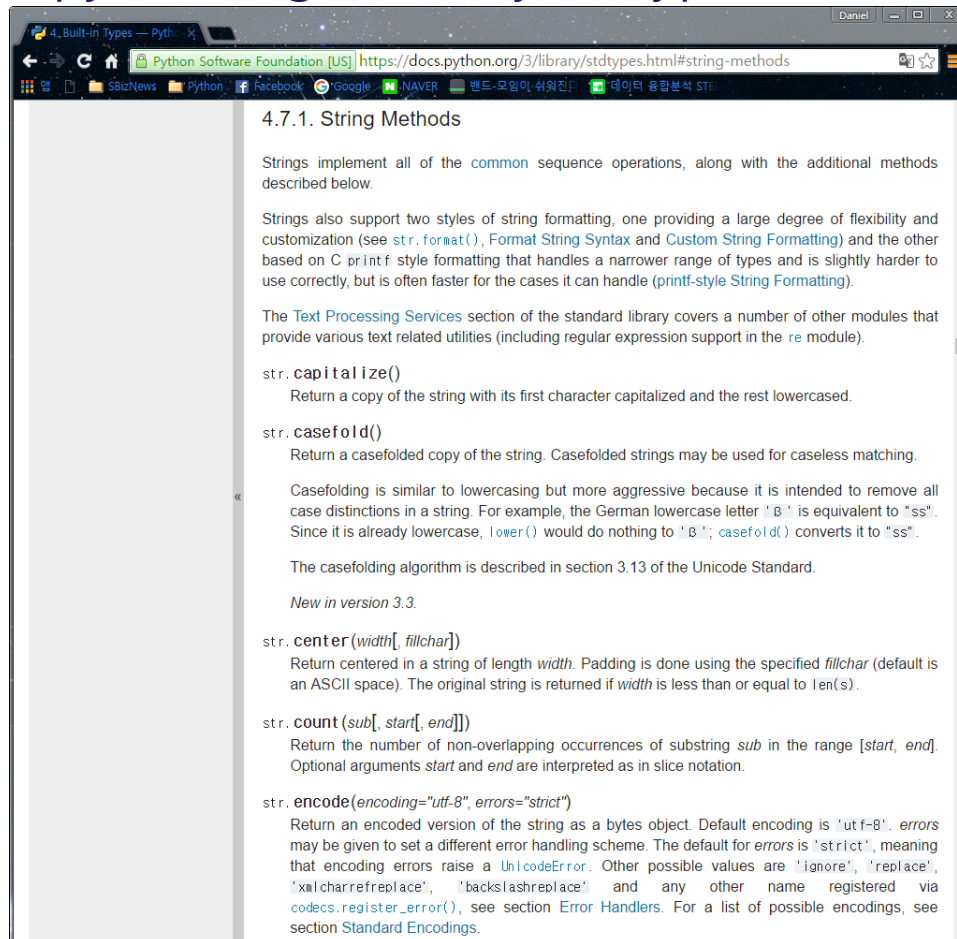 Daniel
4. Built-in Types — Pytho
Python Software Foundation [US] https://docs.python.org/3/library/stdtypes.html#string-methods
앱 SBizNews Python Facebook Google NAVER 밴드-모임이 쉬워진다 데이터 융합분석 STE
4.7.1. String Methods
Strings implement all of the common sequence operations, along with the additional methods
described below.
Strings also support two styles of string formatting, one providing a large degree of flexibility and
customization (see str.format(), Format String Syntax and Custom String Formatting) and the other
based on C printf style formatting that handles a narrower range of types and is slightly harder to
use correctly, but is often faster for the cases it can handle (printf-style String Formatting).
The Text Processing Services section of the standard library covers a number of other modules that
provide various text related utilities (including regular expression support in the re module).
str.capitalize()
Return a copy of the string with its first character capitalized and the rest lowercased.
str.casefold()
Return a casefolded copy of the string. Casefolded strings may be used for caseless matching.
«
Casefolding is similar to lowercasing but more aggressive because it is intended to remove all
case distinctions in a string. For example, the German lowercase letter 'ß' is equivalent to "ss".
Since it is already lowercase, lower() would do nothing to 'ß'; casefold() converts it to "ss".
The casefolding algorithm is described in section 3.13 of the Unicode Standard.
New in version 3.3.
str.center(width[, fillchar])
Return centered in a string of length width. Padding is done using the specified fillchar (default is
an ASCII space). The original string is returned if width is less than or equal to len(s).
str.count(sub[, start[, end]])
Return the number of non-overlapping occurrences of substring sub in the range [start, end].
Optional arguments start and end are interpreted as in slice notation.
str.encode(encoding="utf-8", errors="strict")
Return an encoded version of the string as a bytes object. Default encoding is 'utf-8'. errors
may be given to set a different error handling scheme. The default for errors is 'strict', meaning
that encoding errors raise a UnicodeError. Other possible values are 'ignore', 'replace',
'xmlcharrefreplace', 'backslashreplace' and any other name registered via
codecs.register_error(), see section Error Handlers. For a list of possible encodings, see
section Standard Encodings.